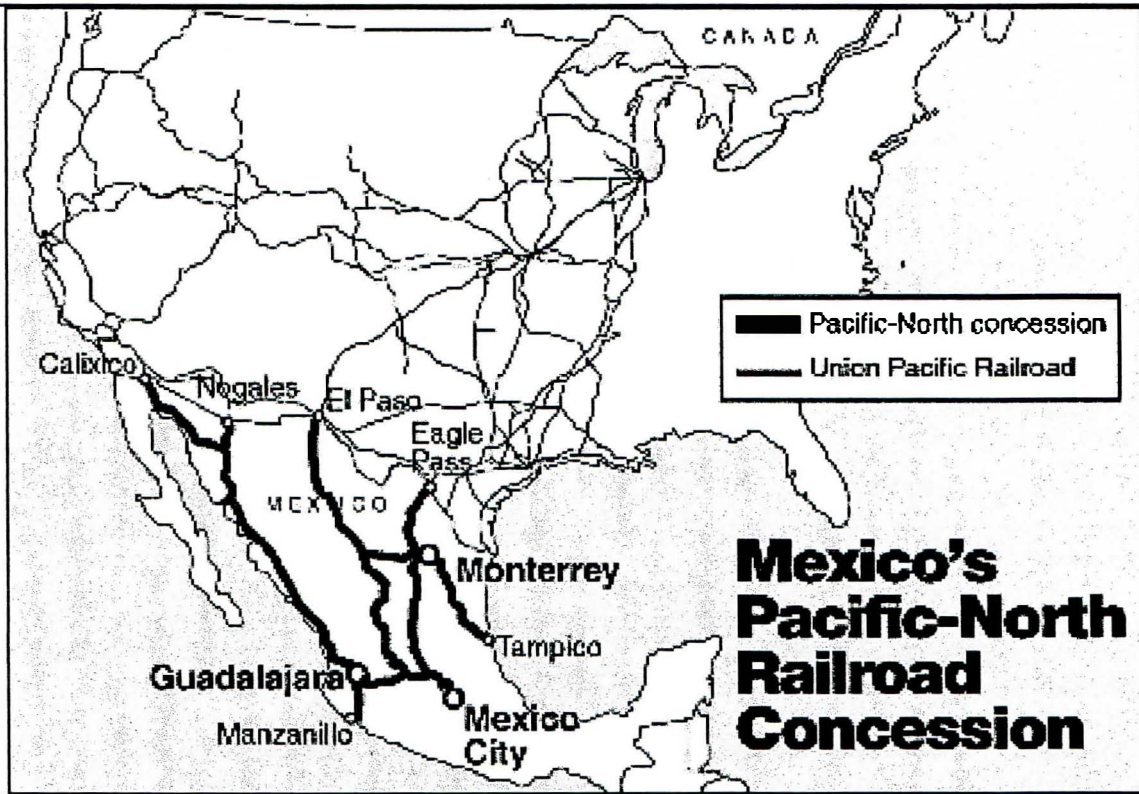 CANADA
Pacific-North concession
Union Pacific Railroad
Calixico
Nogales
El Paso
Eagle
Pass
MEXICO
Monterrey
Tampico
Guadalajara
Manzanillo
Mexico
City
Mexico's
Pacific-North
Railroad
Concession